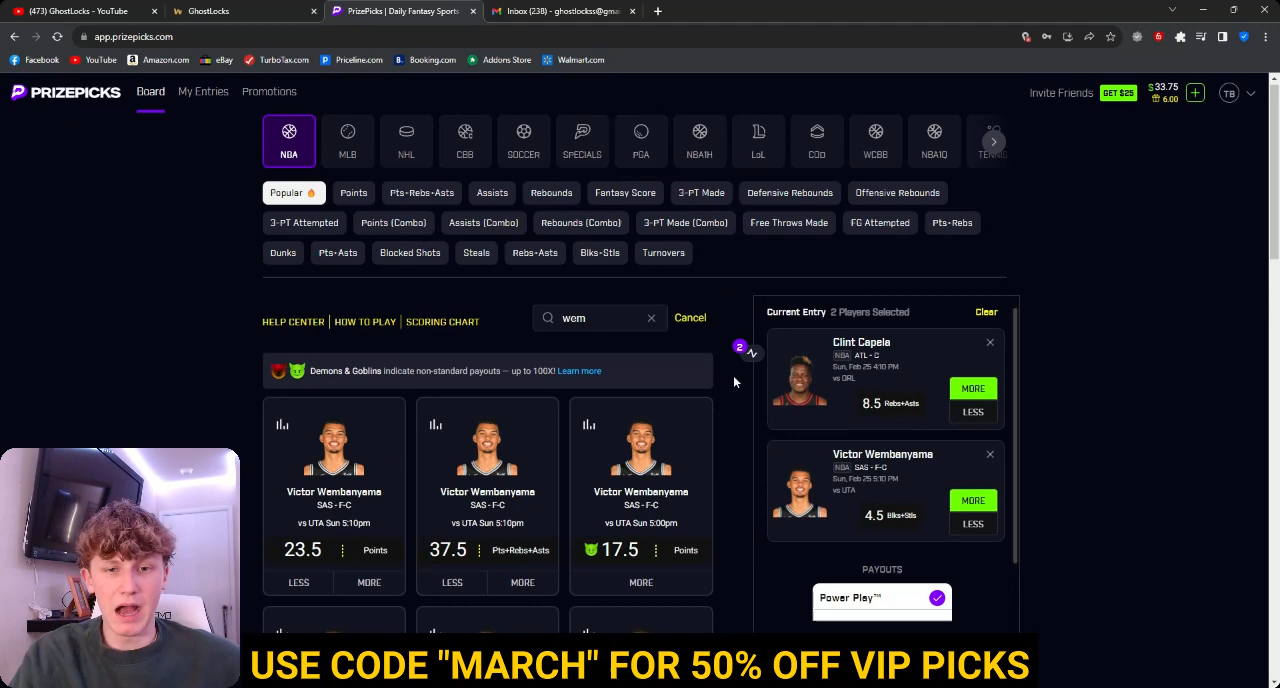 (473) GhostLocks - YouTube
GhostLocks
PrizePicks | Daily Fantasy Sports
Inbox (238) - ghostlockss@gma
app.prizepicks.com
Facebook
YouTube
Amazon.com
eBay
TurboTax.com
Priceline.com
Booking.com
Addons Store
Walmart.com
PRIZEPICKS
Board
My Entries
Promotions
Invite Friends
GET $25
$ 33.75
6.00
TB
NBA
MLB
NHL
CBB
SOCCER
SPECIALS
PGA
NBA1H
LoL
COD
WCBB
NBA1Q
TENNIS
Popular 🔥
Points
Pts+Rebs+Asts
Assists
Rebounds
Fantasy Score
3-PT Made
Defensive Rebounds
Offensive Rebounds
3-PT Attempted
Points (Combo)
Assists (Combo)
Rebounds (Combo)
3-PT Made (Combo)
Free Throws Made
FG Attempted
Pts+Rebs
Dunks
Pts+Asts
Blocked Shots
Steals
Rebs+Asts
Blks+Stls
Turnovers
HELP CENTER | HOW TO PLAY | SCORING CHART
wem
Cancel
Demons & Goblins indicate non-standard payouts — up to 100X! Learn more
Victor Wembanyama
SAS - F-C
vs UTA Sun 5:10pm
23.5
Points
LESS
MORE
Victor Wembanyama
SAS - F-C
vs UTA Sun 5:10pm
37.5
Pts+Rebs+Asts
LESS
MORE
Victor Wembanyama
SAS - F-C
vs UTA Sun 5:00pm
17.5
Points
MORE
2
Current Entry 2 Players Selected
Clear
Clint Capela
NBA ATL - C
Sun, Feb 25 4:10 PM
vs ORL
8.5 Rebs+Asts
MORE
LESS
Victor Wembanyama
NBA SAS - F-C
Sun, Feb 25 5:10 PM
vs UTA
4.5 Blks+Stls
MORE
LESS
PAYOUTS
Power Play™
USE CODE "MARCH" FOR 50% OFF VIP PICKS